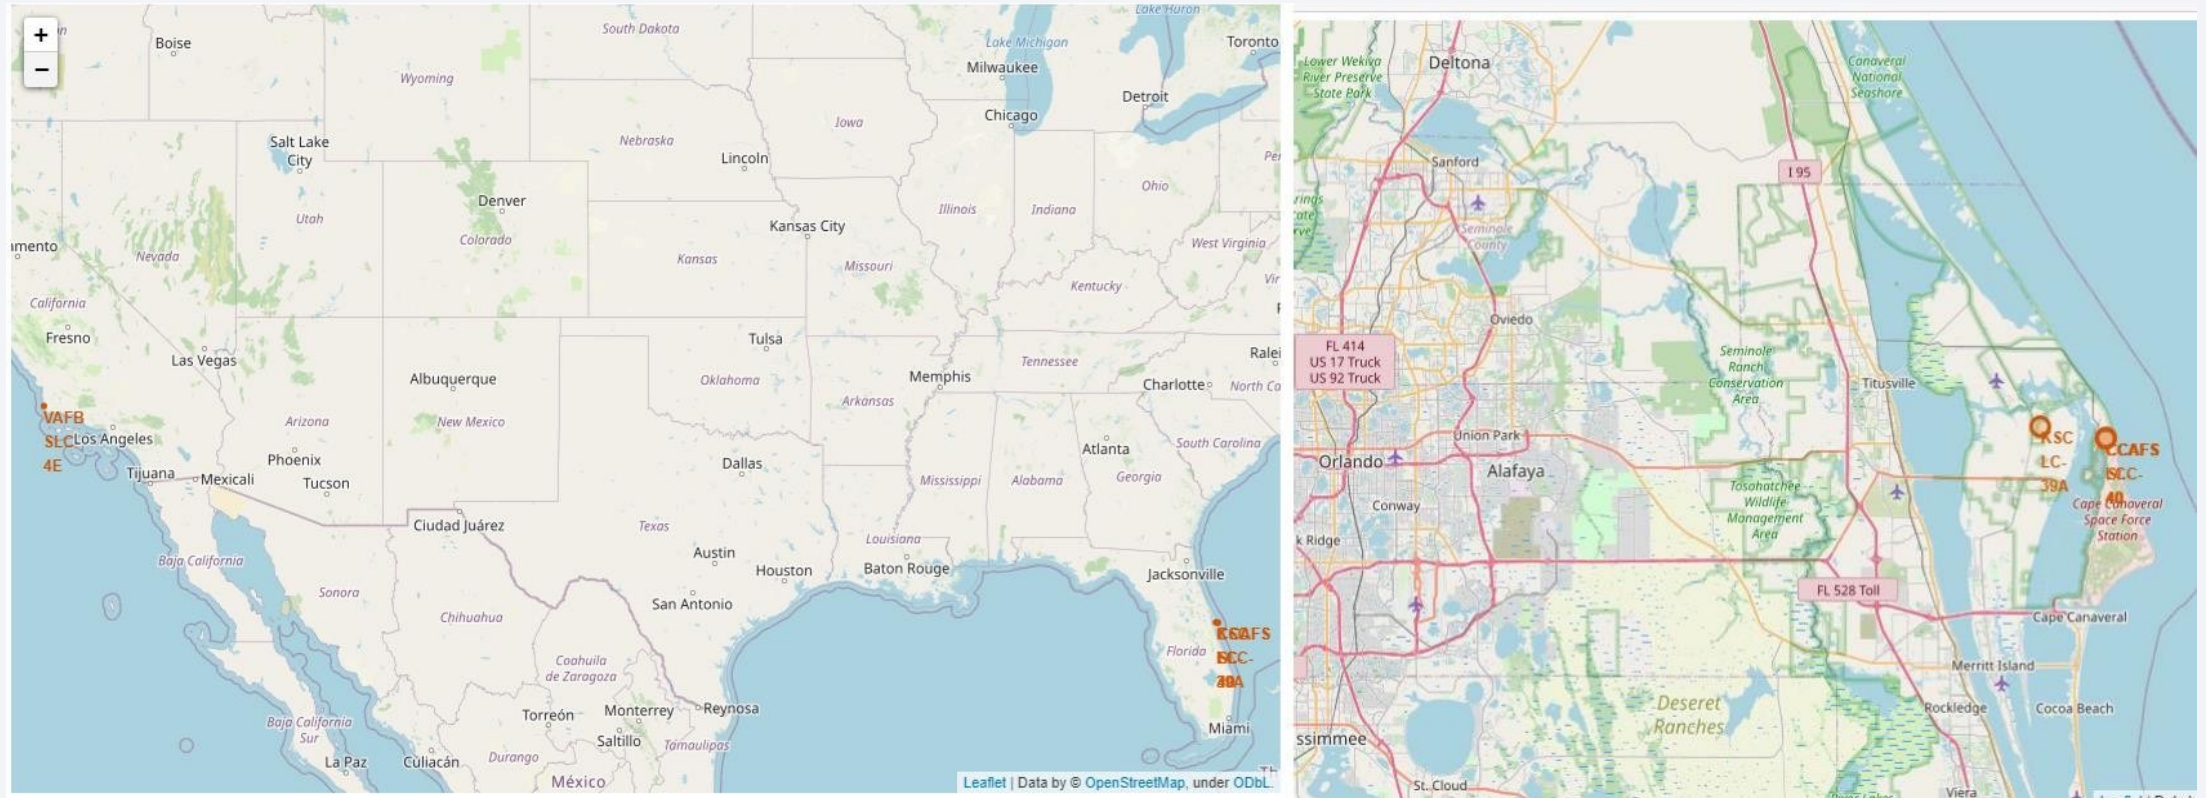 Lake Huron
+
Boise
South Dakota
Lake Michigan
Toronto
−
Milwaukee
Wyoming
Detroit
Chicago
Iowa
Salt Lake
City
Nebraska
Lincoln
Ohio
Denver
Utah
Illinois
Indiana
Kansas City
Colorado
West Virginia
Nevada
Kansas
Missouri
Kentucky
California
Fresno
Tulsa
Las Vegas
Tennessee
Albuquerque
Oklahoma
Memphis
Charlotte
Arkansas
Arizona
New Mexico
VAFB
SLC-
4E
Los Angeles
South Carolina
Atlanta
Phoenix
Dallas
Tijuana
Mexicali
Tucson
Mississippi
Alabama
Georgia
Ciudad Juárez
Texas
Louisiana
Austin
Baja California
Houston
Baton Rouge
Jacksonville
Sonora
San Antonio
Chihuahua
CCAFS
Florida
Coahuila
de Zaragoza
39A
Torreón
Monterrey
Reynosa
Baja California
Sur
Miami
Saltillo
Tamaulipas
La Paz
Culiacán
Durango
México
Leaflet | Data by © OpenStreetMap, under ODbL.
Lower Wekiva
River Preserve
State Park
Deltona
Canaveral
National
Seashore
Sanford
I 95
Seminole
County
Oviedo
FL 414
US 17 Truck
US 92 Truck
Seminole
Ranch
Conservation
Area
Titusville
Union Park
Orlando
Alafaya
KSC
LC-
39A
CCAFS
SLC-
40
Tosohatchee
Wildlife
Management
Area
Conway
Cape Canaveral
Space Force
Station
k Ridge
FL 528 Toll
Cape Canaveral
Merritt Island
Deseret
Ranches
Rockledge
Cocoa Beach
ssimmee
St. Cloud
Viera